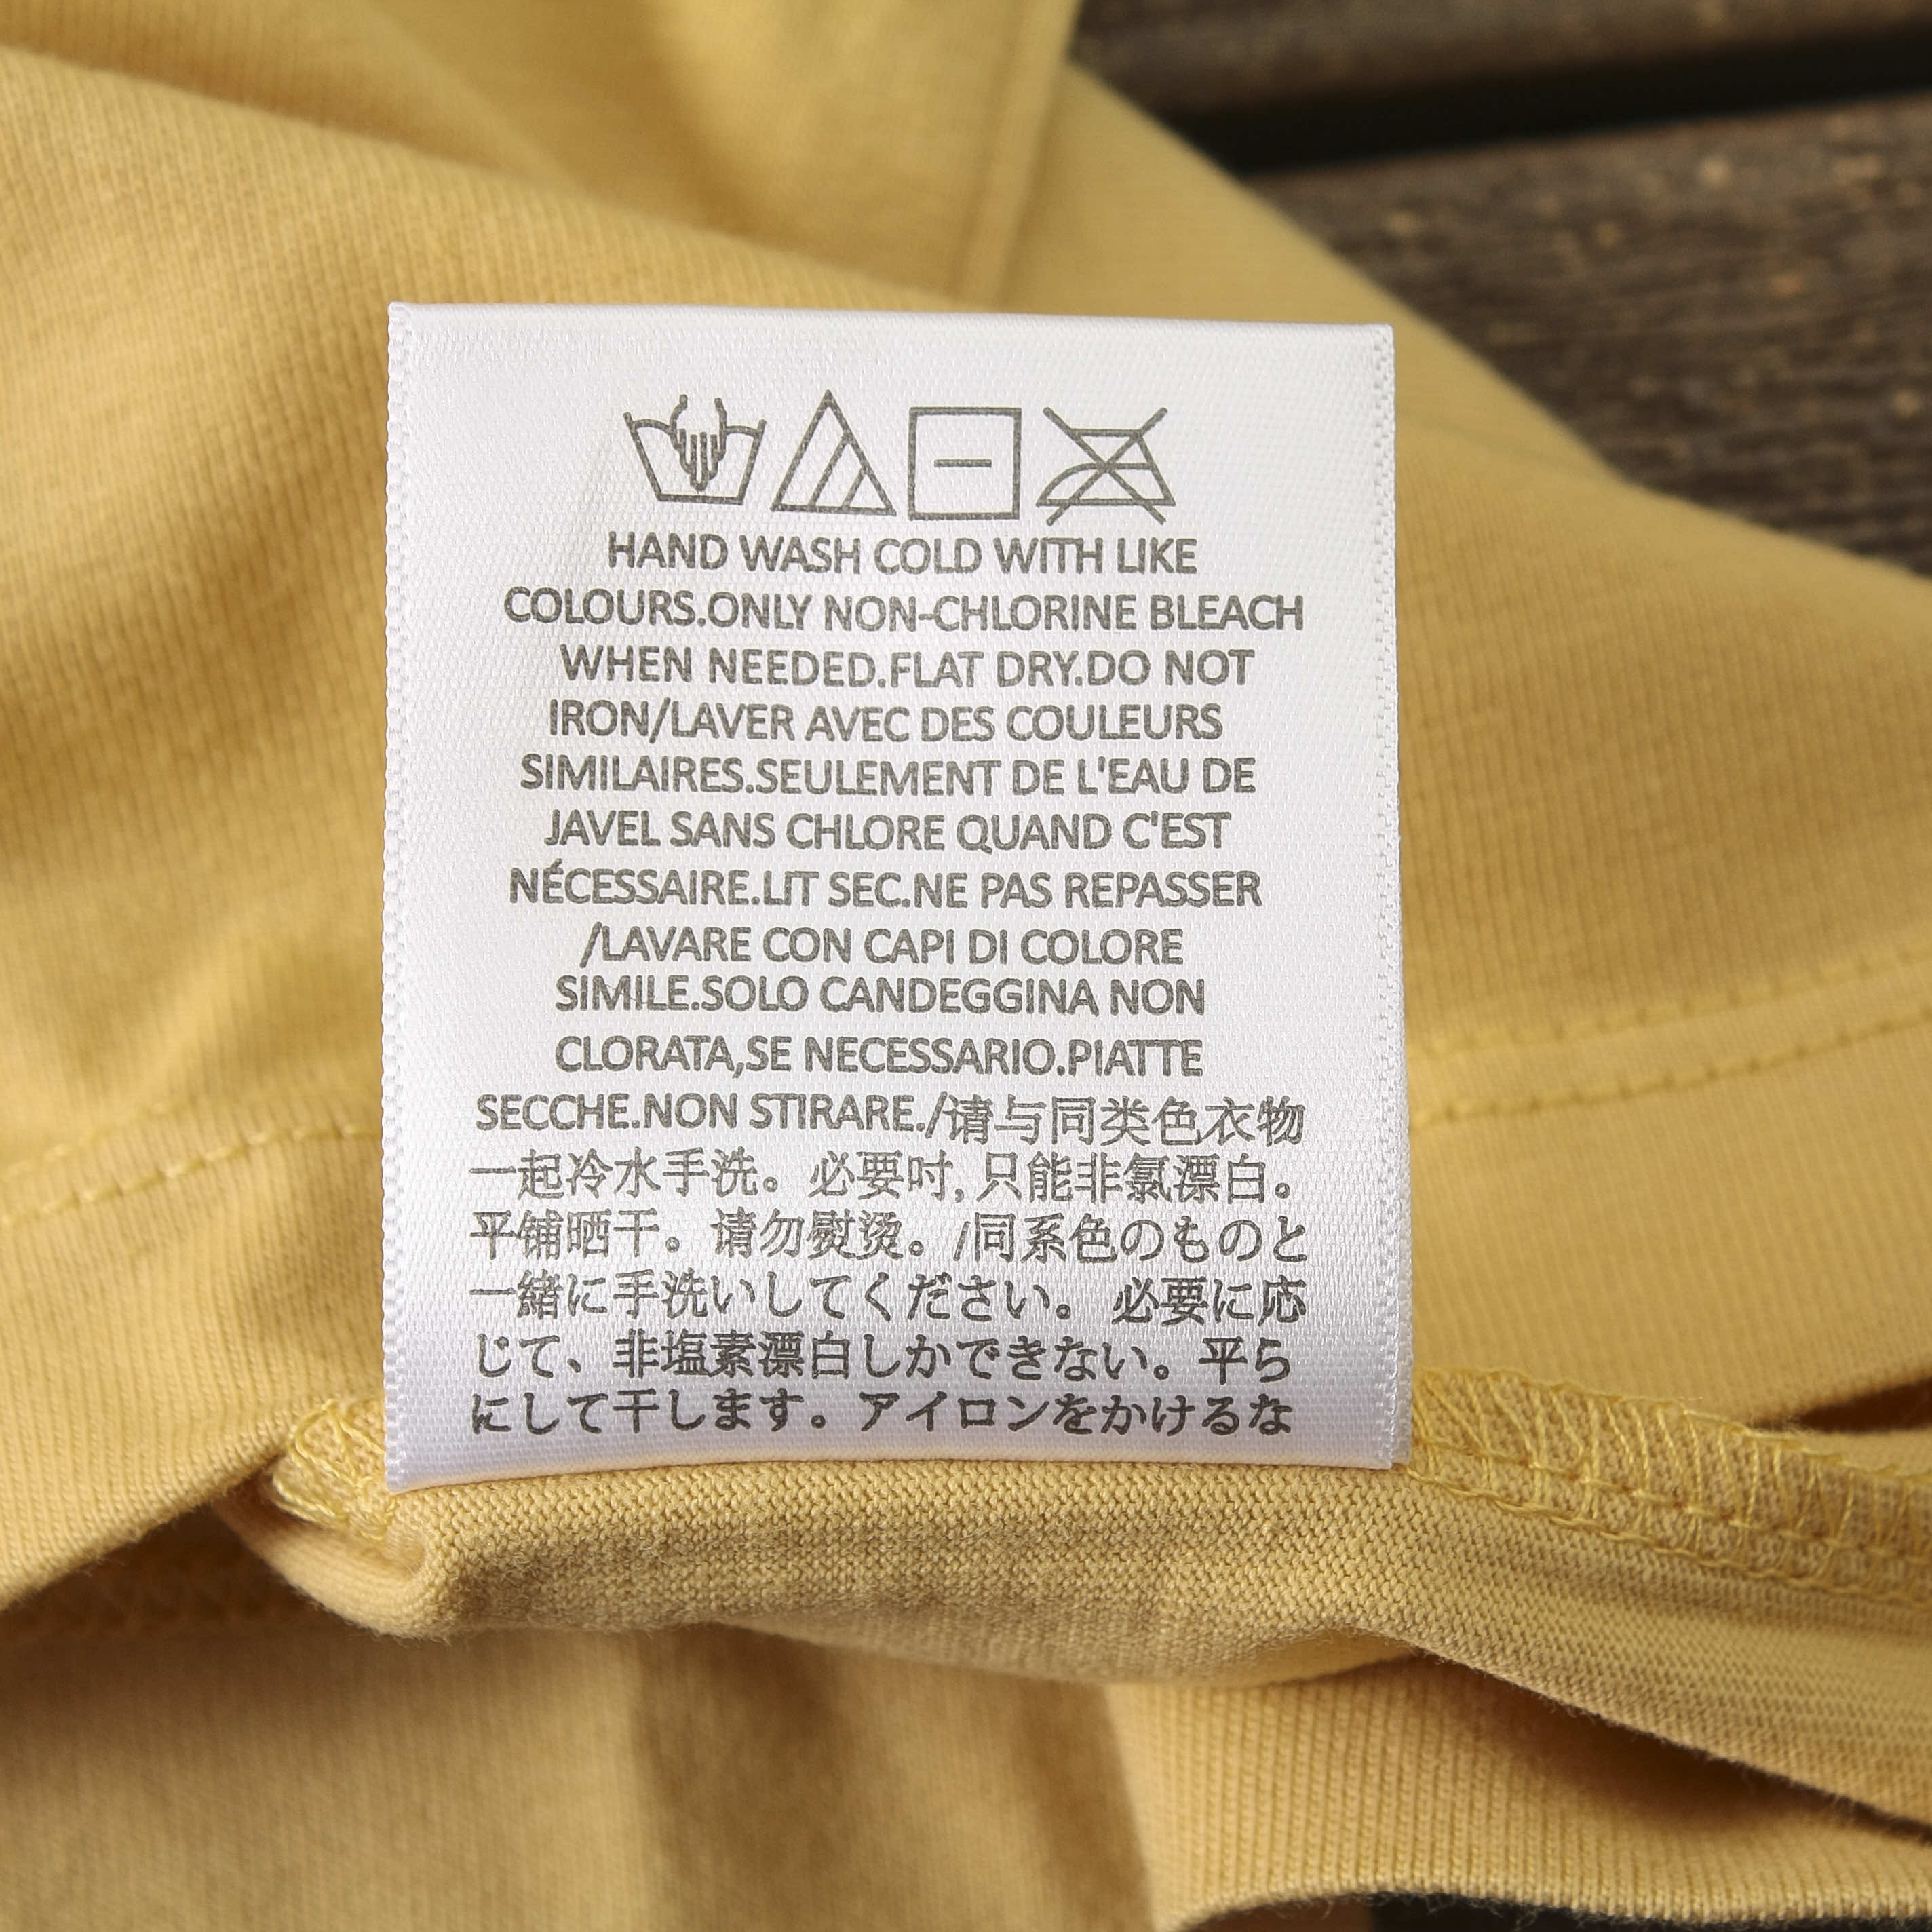 HAND WASH COLD WITH LIKE
COLOURS.ONLY NON-CHLORINE BLEACH
WHEN NEEDED.FLAT DRY.DO NOT
IRON/LAVER AVEC DES COULEURS
SIMILAIRES.SEULEMENT DE L'EAU DE
JAVEL SANS CHLORE QUAND C'EST
NÉCESSAIRE.LIT SEC.NE PAS REPASSER
/LAVARE CON CAPI DI COLORE
SIMILE.SOLO CANDEGGINA NON
CLORATA,SE NECESSARIO.PIATTE
SECCHE.NON STIRARE./请与同类色衣物
一起冷水手洗。必要吋,只能非氯漂白。
平铺晒干。请勿熨烫。/同系色のものと
一緒に手洗いしてください。必要に応
じて、非塩素漂白しかできない。平ら
にして干します。アイロンをかけるな